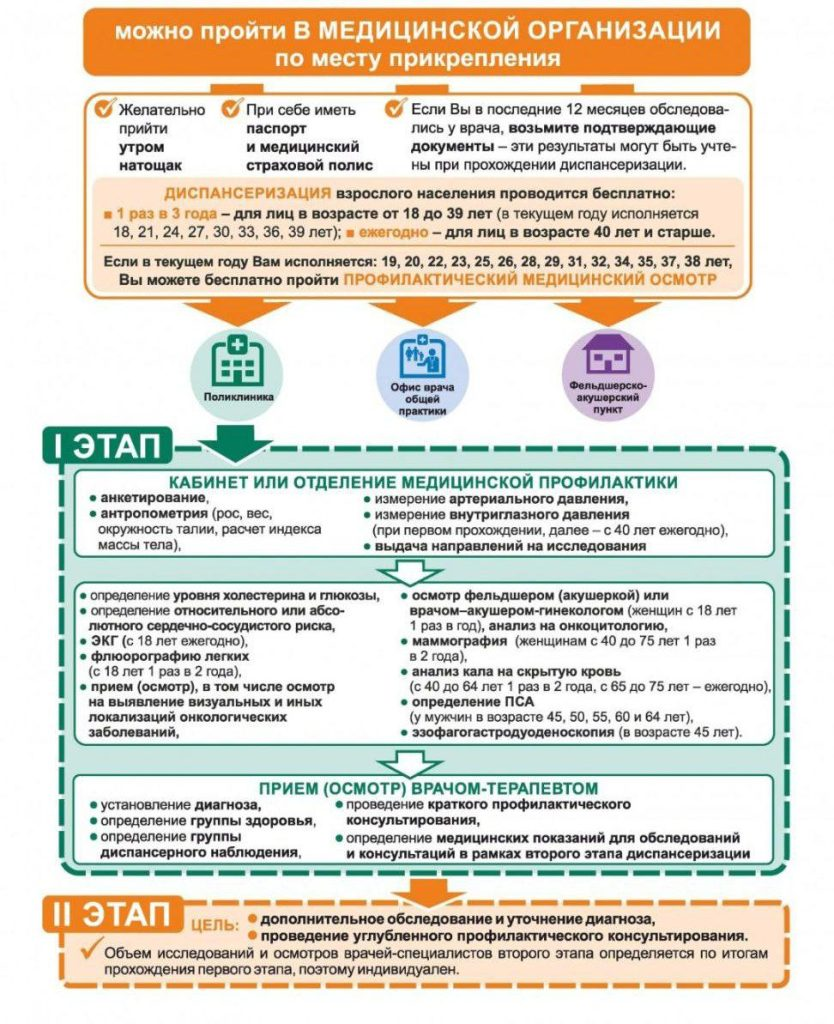 можно пройти В МЕДИЦИНСКОЙ ОРГАНИЗАЦИИ
по месту прикрепления
Желательно
прийти
утром
натощак
При себе иметь
паспорт
и медицинский
страховой полис
Если Вы в последние 12 месяцев обследова-
лись у врача, возьмите подтверждающие
документы – эти результаты могут быть учте-
ны при прохождении диспансеризации.
ДИСПАНСЕРИЗАЦИЯ взрослого населения проводится бесплатно:
■ 1 раз в 3 года – для лиц в возрасте от 18 до 39 лет (в текущем году исполняется
18, 21, 24, 27, 30, 33, 36, 39 лет); ■ ежегодно – для лиц в возрасте 40 лет и старше.
Если в текущем году Вам исполняется: 19, 20, 22, 23, 25, 26, 28, 29, 31, 32, 34, 35, 37, 38 лет,
Вы можете бесплатно пройти ПРОФИЛАКТИЧЕСКИЙ МЕДИЦИНСКИЙ ОСМОТР
Поликлиника
Офис врача
общей
практики
Фельдшерско-
акушерский
пункт
I ЭТАП
КАБИНЕТ ИЛИ ОТДЕЛЕНИЕ МЕДИЦИНСКОЙ ПРОФИЛАКТИКИ
• анкетирование,
• антропометрия (рос, вес,
окружность талии, расчет индекса
массы тела),
• измерение артериального давления,
• измерение внутриглазного давления
(при первом прохождении, далее – с 40 лет ежегодно),
• выдача направлений на исследования
• определение уровня холестерина и глюкозы,
• определение относительного или абсо-
лютного сердечно-сосудистого риска,
• ЭКГ (с 18 лет ежегодно),
• флюорографию легких
(с 18 лет 1 раз в 2 года),
• прием (осмотр), в том числе осмотр
на выявление визуальных и иных
локализаций онкологических
заболеваний,
• осмотр фельдшером (акушеркой) или
врачом–акушером-гинекологом (женщин с 18 лет
1 раз в год), анализ на онкоцитологию,
• маммография (женщинам с 40 до 75 лет 1 раз
в 2 года),
• анализ кала на скрытую кровь
(с 40 до 64 лет 1 раз в 2 года, с 65 до 75 лет – ежегодно),
• определение ПСА
(у мужчин в возрасте 45, 50, 55, 60 и 64 лет),
• эзофагогастродуоденоскопия (в возрасте 45 лет).
ПРИЕМ (ОСМОТР) ВРАЧОМ-ТЕРАПЕВТОМ
• установление диагноза,
• определение группы здоровья,
• определение группы
диспансерного наблюдения,
• проведение краткого профилактического
консультирования,
• определение медицинских показаний для обследований
и консультаций в рамках второго этапа диспансеризации
II ЭТАП
ЦЕЛЬ:
• дополнительное обследование и уточнение диагноза,
• проведение углубленного профилактического консультирования.
Объем исследований и осмотров врачей-специалистов второго этапа определяется по итогам
прохождения первого этапа, поэтому индивидуален.